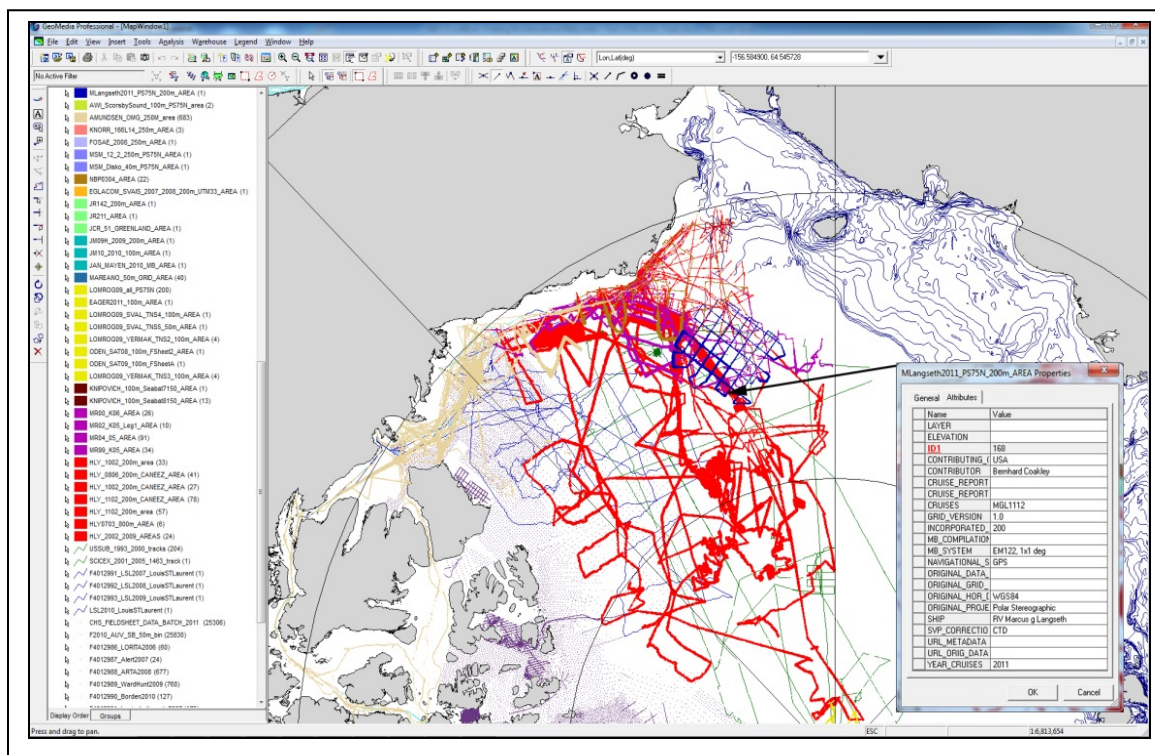 GeoMedia Professional - [MapWindow1]
File Edit View Insert Tools Analysis Warehouse Legend Window Help
Lon,Lat(deg) -156.584900, 64.545728
No Active Filter
MLangseth2011_PS75N_200m_AREA (1)
AWI_ScorsbySound_100m_PS75N_area (2)
AMUNDSEN_OMG_250M_area (683)
KNORR_166L14_250m_AREA (3)
FOSAE_2008_250m_AREA (1)
MSM_12_2_250m_PS75N_AREA (1)
MSM_Disko_40m_PS75N_AREA (1)
NBP0304_AREA (22)
EGLACOM_SVAIS_2007_2008_200m_UTM33_AREA (1)
JR142_200m_AREA (1)
JR211_AREA (1)
JCR_51_GREENLAND_AREA (1)
JM09H_2009_200m_AREA (1)
JM10_2010_100m_AREA (1)
JAN_MAYEN_2010_MB_AREA (1)
MAREANO_50m_GRID_AREA (40)
LOMROG09_all_PS75N (200)
EAGER2011_100m_AREA (1)
LOMROG09_SVAL_TNS4_100m_AREA (1)
LOMROG09_SVAL_TNS5_50m_AREA (1)
LOMROG09_YERMAK_TNS2_100m_AREA (4)
ODEN_SAT08_100m_FSheet2_AREA (1)
ODEN_SAT09_100m_FSheetA_AREA (1)
LOMROG09_YERMAK_TNS3_100m_AREA (4)
KNIPOVICH_100m_Seabat7150_AREA (1)
KNIPOVICH_100m_Seabat8150_AREA (13)
MR00_K06_AREA (26)
MR02_K05_Leg1_AREA (10)
MR04_05_AREA (91)
MR99_K05_AREA (34)
HLY_1002_200m_area (33)
HLY_0806_200m_CANEEZ_AREA (41)
HLY_1002_200m_CANEEZ_AREA (27)
HLY_1102_200m_CANEEZ_AREA (78)
HLY_1102_200m_area (57)
HLY0703_800m_AREA (6)
HLY_2002_2009_AREAS (24)
USSUB_1993_2000_tracks (204)
SCICEX_2001_2005_1463_track (1)
F4012991_LSL2007_LouisSTLaurent (1)
F4012992_LSL2008_LouisSTLaurent (1)
F4012993_LSL2009_LouisSTLaurent (1)
LSL2010_LouisSTLaurent (1)
CHS_FIELDSHEET_DATA_BATCH_2011 (25306)
F2010_AUV_SB_50m_bin (25830)
F4012986_LORITA2006 (60)
F4012987_Alert2007 (24)
F4012988_ARTA2008 (677)
F4012989_WardHunt2009 (768)
F4012990_Borden2010 (127)
Display Order Groups
Press and drag to pan.
MLangseth2011_PS75N_200m_AREA Properties
General Attributes
Name Value
LAYER
ELEVATION
ID1 168
CONTRIBUTING_ USA
CONTRIBUTOR Bernhard Coakley
CRUISE_REPORT
CRUISE_REPORT
CRUISES MGL1112
GRID_VERSION 1.0
INCORPORATED_ 200
MB_COMPILATION
MB_SYSTEM EM122, 1x1 deg
NAVIGATIONAL_S GPS
ORIGINAL_DATA_
ORIGINAL_GRID_
ORIGINAL_HOR_D WGS84
ORIGINAL_PROJE Polar Stereographic
SHIP RV Marcus g Langseth
SVP_CORRECTIO CTD
URL_METADATA
URL_ORIG_DATA
YEAR_CRUISES 2011
OK Cancel
ESC 1:6,813,654